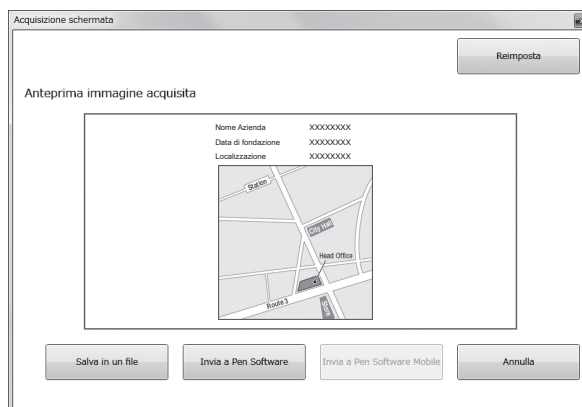 Acquisizione schermata
Reimposta
Anteprima immagine acquisita
Nome Azienda XXXXXXXX
Data di fondazione XXXXXXXX
Localizzazione XXXXXXXX
Station
City Hall
Head Office
Route 3
Store
Salva in un file
Invia a Pen Software
Invia a Pen Software Mobile
Annulla